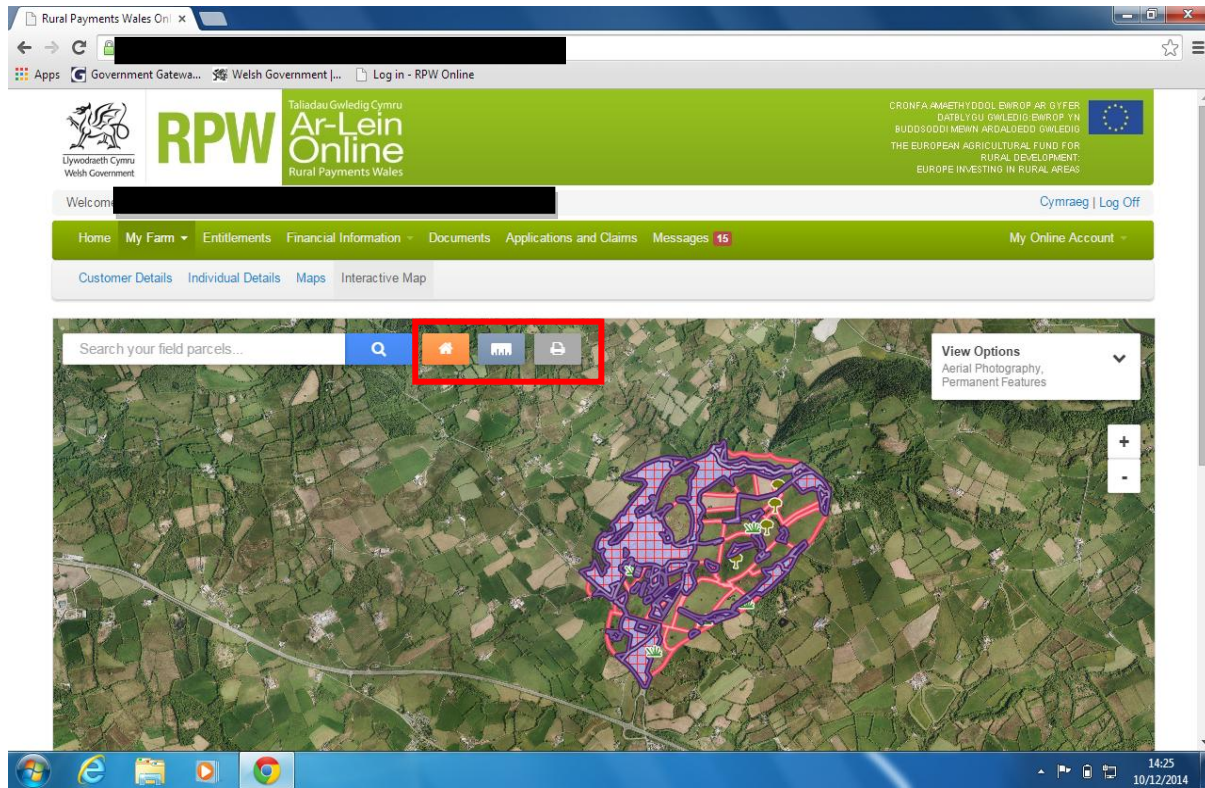 Rural Payments Wales Onl
Apps Government Gatewa... Welsh Government |... Log in - RPW Online
Llywodraeth Cymru
Welsh Government
RPW
Taliadau Gwledig Cymru
Ar-Lein
Online
Rural Payments Wales
CRONFA AMAETHYDDOL EWROP AR GYFER
DATBLYGU GWLEDIG:EWROP YN
BUDDSODDI MEWN ARDALOEDD GWLEDIG
THE EUROPEAN AGRICULTURAL FUND FOR
RURAL DEVELOPMENT:
EUROPE INVESTING IN RURAL AREAS
Welcome
Cymraeg | Log Off
Home My Farm Entitlements Financial Information Documents Applications and Claims Messages 15 My Online Account
Customer Details Individual Details Maps Interactive Map
Search your field parcels...
View Options
Aerial Photography,
Permanent Features
+
-
14:25
10/12/2014